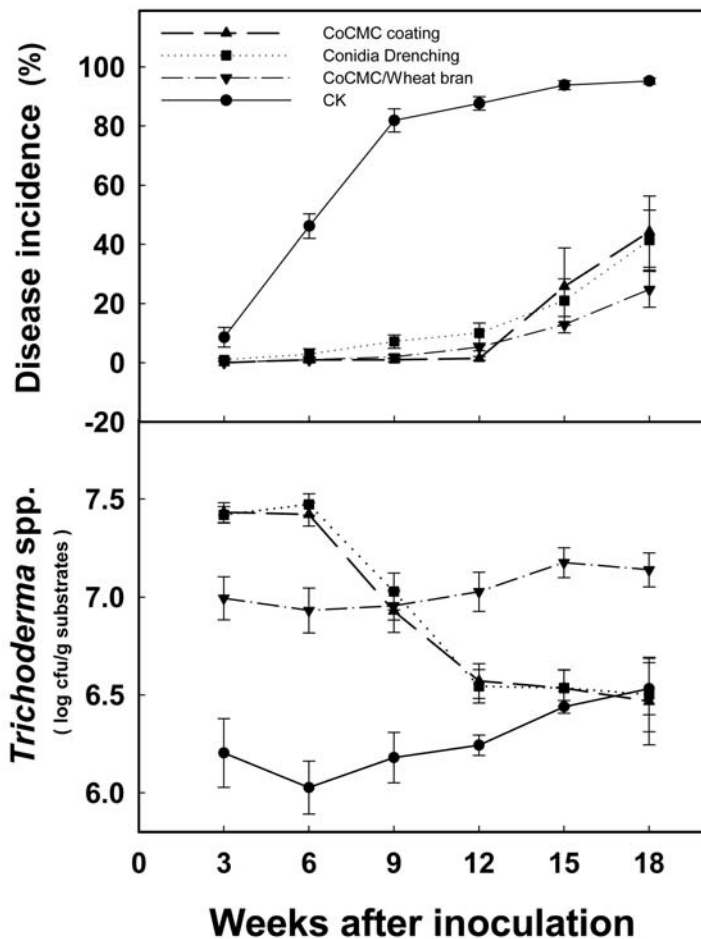 CoCMC coating
Conidia Drenching
CoCMC/Wheat bran
CK
Disease incidence (%)
100
80
60
40
20
0
-20
Trichoderma spp.
( log cfu/g substrates )
7.5
7.0
6.5
6.0
0 3 6 9 12 15 18
Weeks after inoculation